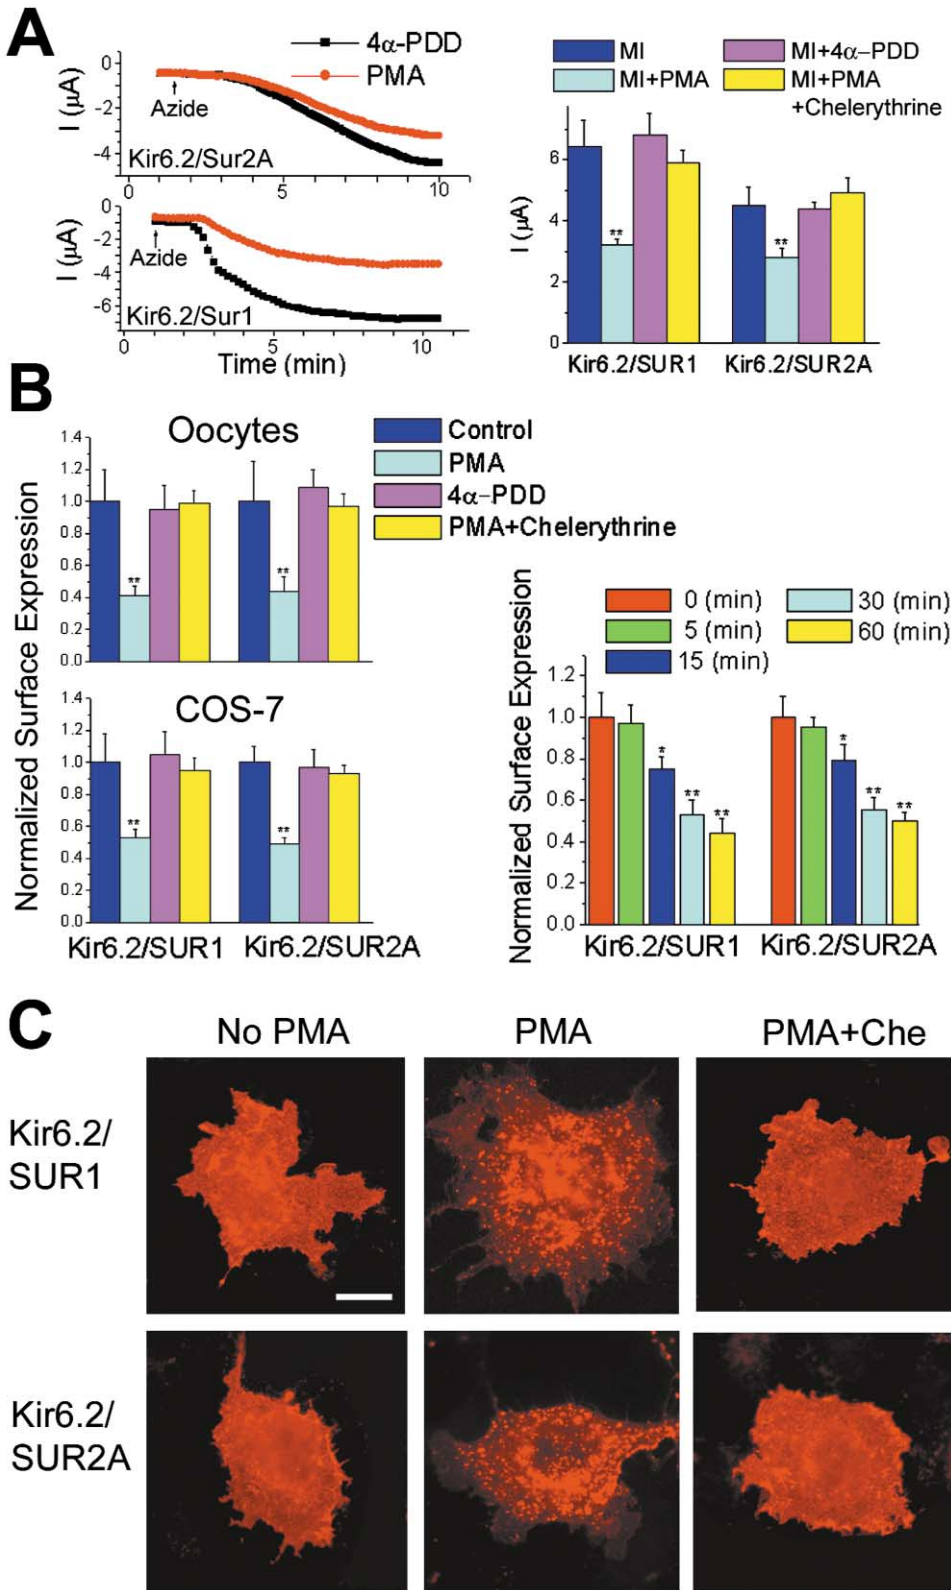 A
4α-PDD
PMA
I (μA)
0
-2
-4
Azide
Kir6.2/Sur2A
0
5
10
I (μA)
0
-2
-4
-6
Azide
Kir6.2/Sur1
0
5
10
Time (min)
MI
MI+4α-PDD
MI+PMA
MI+PMA
+Chelerythrine
I (μA)
6
4
2
0
**
**
Kir6.2/SUR1
Kir6.2/SUR2A
B
Oocytes
Control
PMA
4α-PDD
PMA+Chelerythrine
Normalized Surface Expression
1.4
1.2
1.0
0.8
0.6
0.4
0.2
0.0
**
**
COS-7
1.4
1.2
1.0
0.8
0.6
0.4
0.2
0.0
**
**
Kir6.2/SUR1
Kir6.2/SUR2A
0 (min)
30 (min)
5 (min)
60 (min)
15 (min)
Normalized Surface Expression
1.2
1.0
0.8
0.6
0.4
0.2
0.0
*
**
**
*
**
**
Kir6.2/SUR1
Kir6.2/SUR2A
C
No PMA
PMA
PMA+Che
Kir6.2/
SUR1
Kir6.2/
SUR2A